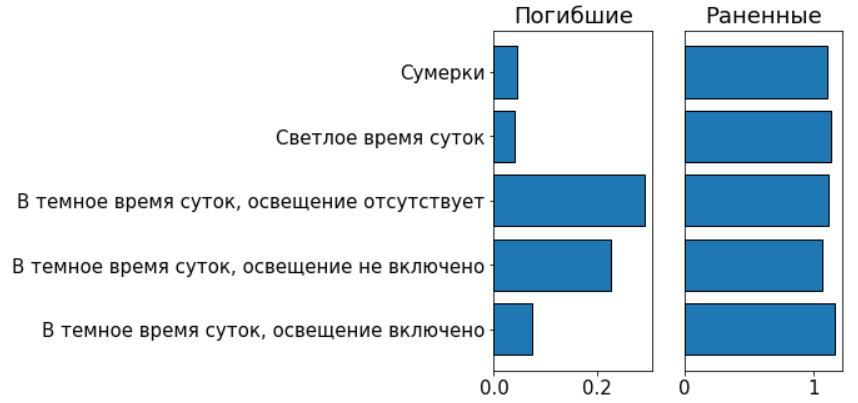 Погибшие
Раненные
Сумерки
Светлое время суток
В темное время суток, освещение отсутствует
В темное время суток, освещение не включено
В темное время суток, освещение включено
0.0 0.2 0 1